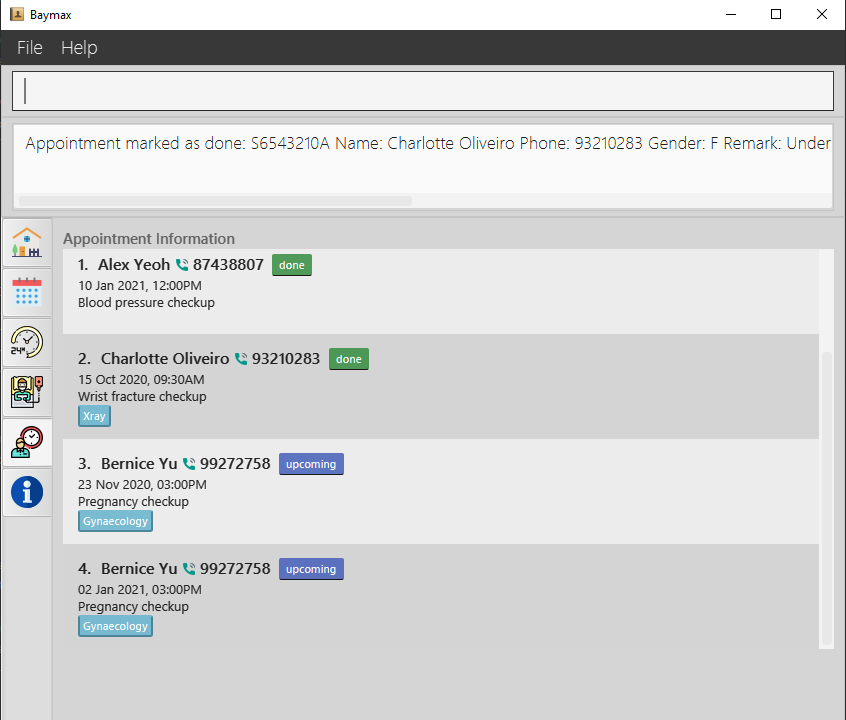 Baymax
File Help
Appointment marked as done: S6543210A Name: Charlotte Oliveiro Phone: 93210283 Gender: F Remark: Under
Appointment Information
1. Alex Yeoh 87438807 done
10 Jan 2021, 12:00PM
Blood pressure checkup
2. Charlotte Oliveiro 93210283 done
15 Oct 2020, 09:30AM
Wrist fracture checkup
Xray
3. Bernice Yu 99272758 upcoming
23 Nov 2020, 03:00PM
Pregnancy checkup
Gynaecology
4. Bernice Yu 99272758 upcoming
02 Jan 2021, 03:00PM
Pregnancy checkup
Gynaecology